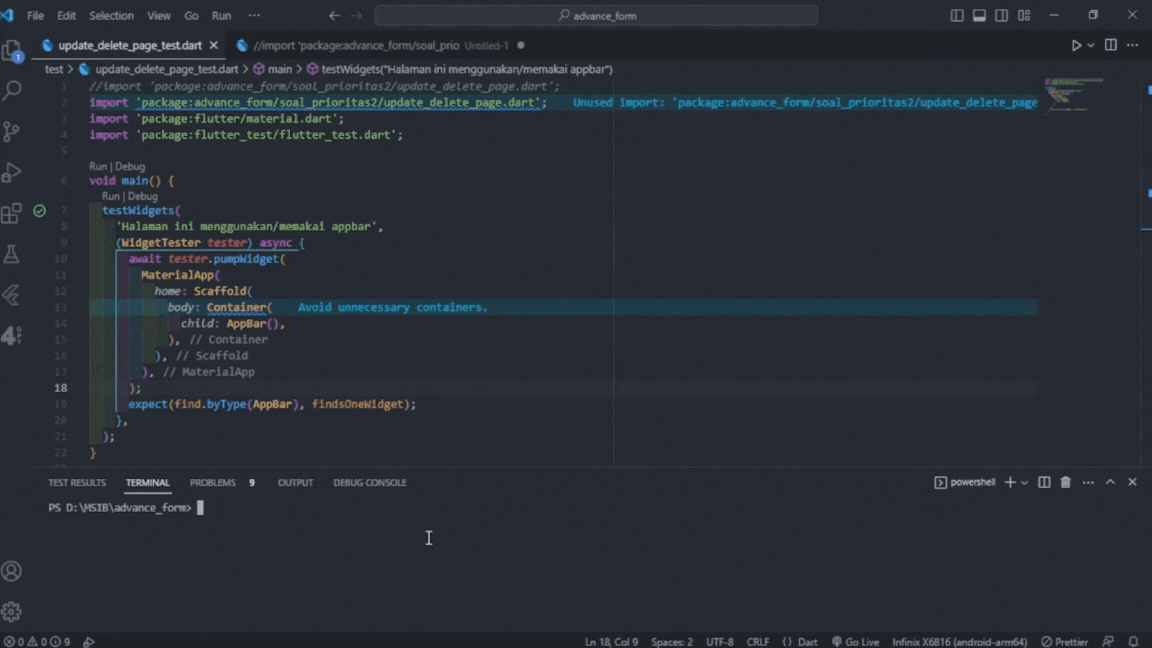 File Edit Selection View Go Run ··· ← → advance_form
1
update_delete_page_test.dart × //import 'package:advance_form/soal_prio Untitled-1 ●
test > update_delete_page_test.dart > main > testWidgets("Halaman ini menggunakan/memakai appbar")
1 //import 'package:advance_form/soal_prioritas2/update_delete_page.dart';
2 import 'package:advance_form/soal_prioritas2/update_delete_page.dart'; Unused import: 'package:advance_form/soal_prioritas2/update_delete_page
3 import 'package:flutter/material.dart';
4 import 'package:flutter_test/flutter_test.dart';
5
Run | Debug
6 void main() {
Run | Debug
7 testWidgets(
8 'Halaman ini menggunakan/memakai appbar',
9 (WidgetTester tester) async {
10 await tester.pumpWidget(
11 MaterialApp(
12 home: Scaffold(
13 body: Container( Avoid unnecessary containers.
14 child: AppBar(),
15 ), // Container
16 ), // Scaffold
17 ), // MaterialApp
18 );
19 expect(find.byType(AppBar), findsOneWidget);
20 },
21 );
22 }
TEST RESULTS TERMINAL PROBLEMS 9 OUTPUT DEBUG CONSOLE powershell
PS D:\MSIB\advance_form>
0 0 9 Ln 18, Col 9 Spaces: 2 UTF-8 CRLF {} Dart Go Live Infinix X6816 (android-arm64) Prettier